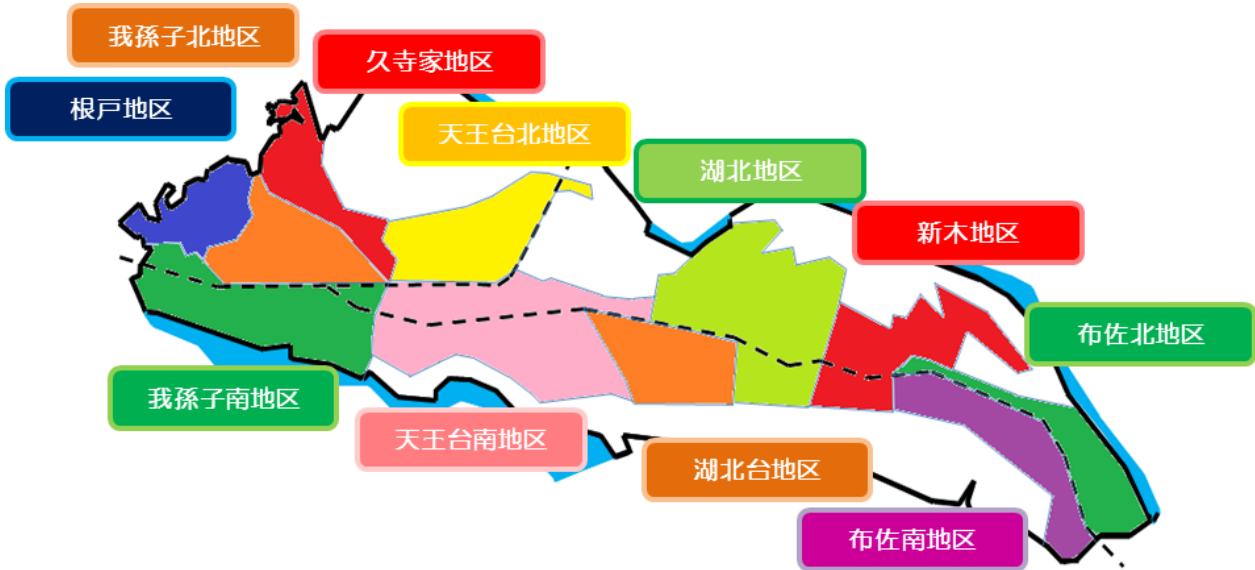 我孫子北地区
久寺家地区
根戸地区
天王台北地区
湖北地区
新木地区
布佐北地区
我孫子南地区
天王台南地区
湖北台地区
布佐南地区